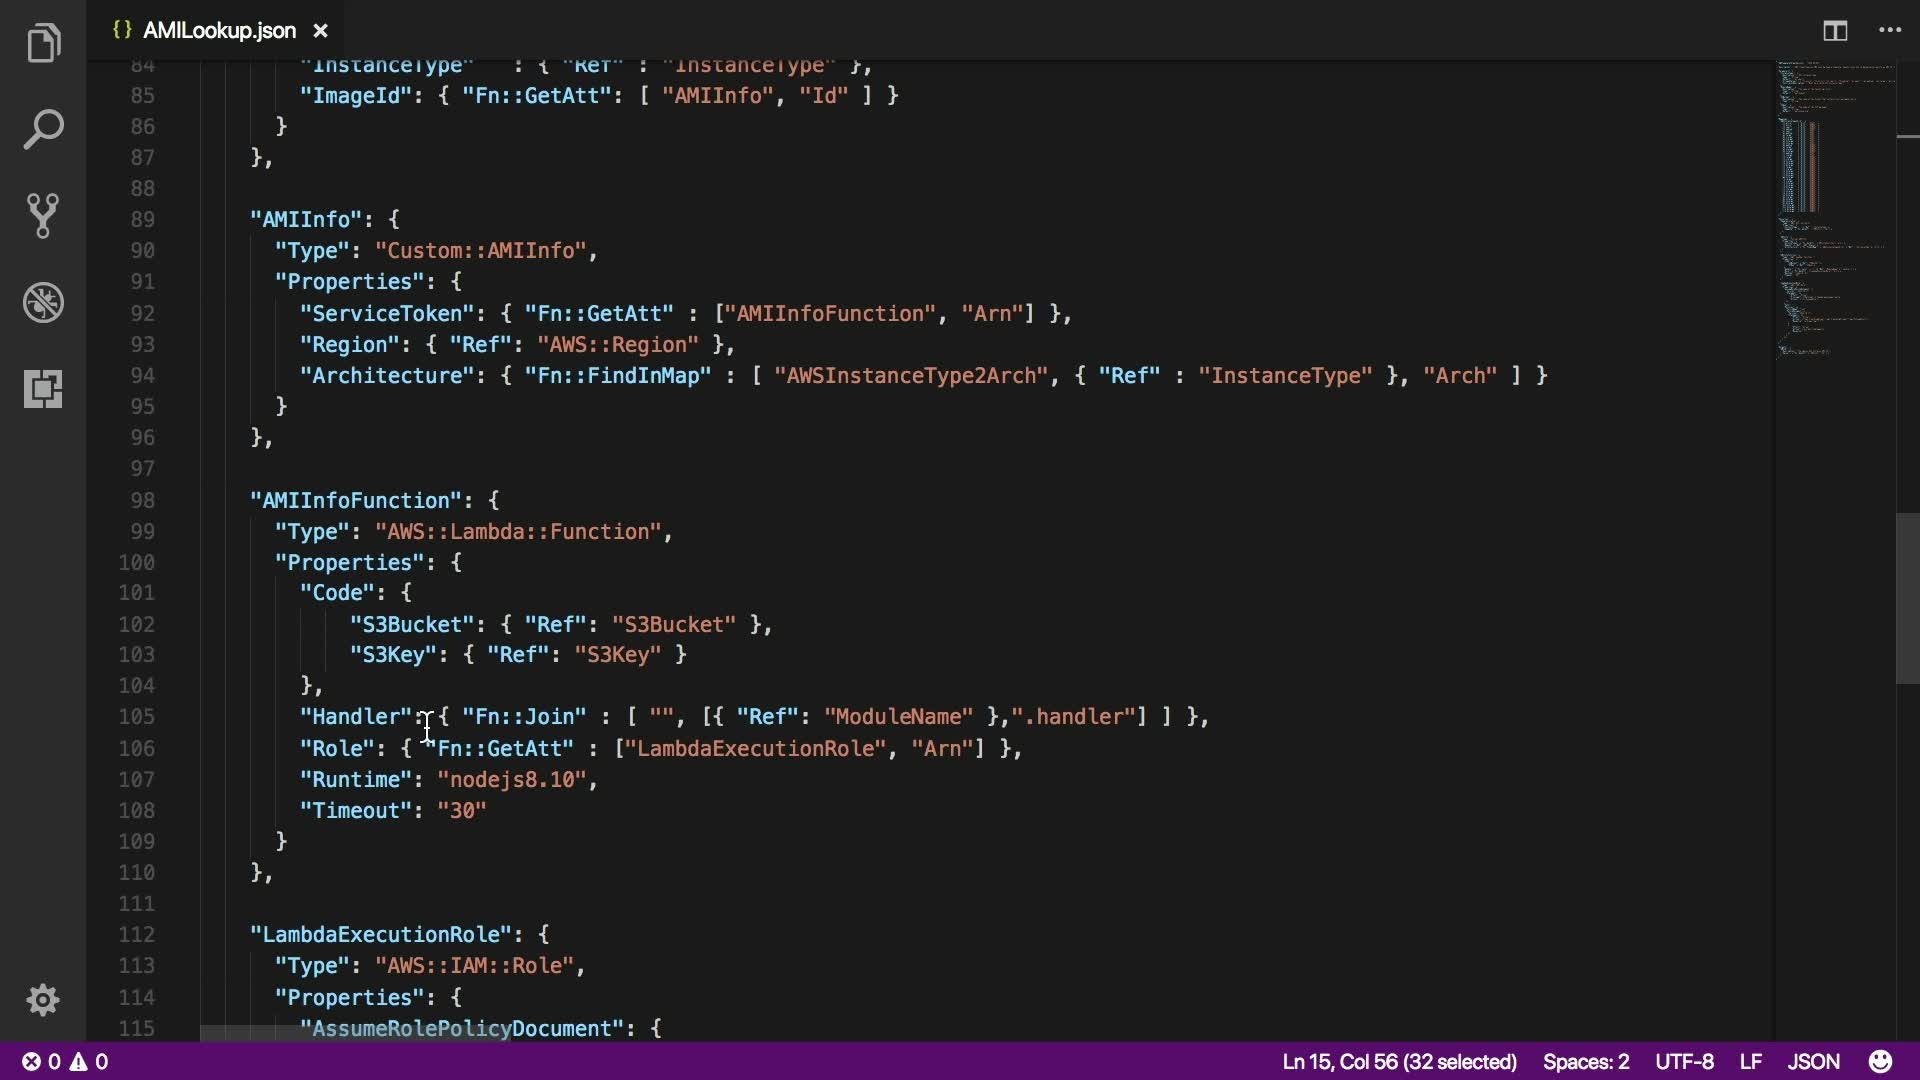 {} AMILookup.json ×
84 "InstanceType" : { "Ref" : "InstanceType" },
85 "ImageId": { "Fn::GetAtt": [ "AMIInfo", "Id" ] }
86 }
87 },
88
89 "AMIInfo": {
90 "Type": "Custom::AMIInfo",
91 "Properties": {
92 "ServiceToken": { "Fn::GetAtt" : ["AMIInfoFunction", "Arn"] },
93 "Region": { "Ref": "AWS::Region" },
94 "Architecture": { "Fn::FindInMap" : [ "AWSInstanceType2Arch", { "Ref" : "InstanceType" }, "Arch" ] }
95 }
96 },
97
98 "AMIInfoFunction": {
99 "Type": "AWS::Lambda::Function",
100 "Properties": {
101 "Code": {
102 "S3Bucket": { "Ref": "S3Bucket" },
103 "S3Key": { "Ref": "S3Key" }
104 },
105 "Handler": { "Fn::Join" : [ "", [{ "Ref": "ModuleName" },".handler"] ] },
106 "Role": { "Fn::GetAtt" : ["LambdaExecutionRole", "Arn"] },
107 "Runtime": "nodejs8.10",
108 "Timeout": "30"
109 }
110 },
111
112 "LambdaExecutionRole": {
113 "Type": "AWS::IAM::Role",
114 "Properties": {
115 "AssumeRolePolicyDocument": {
0 0 Ln 15, Col 56 (32 selected) Spaces: 2 UTF-8 LF JSON